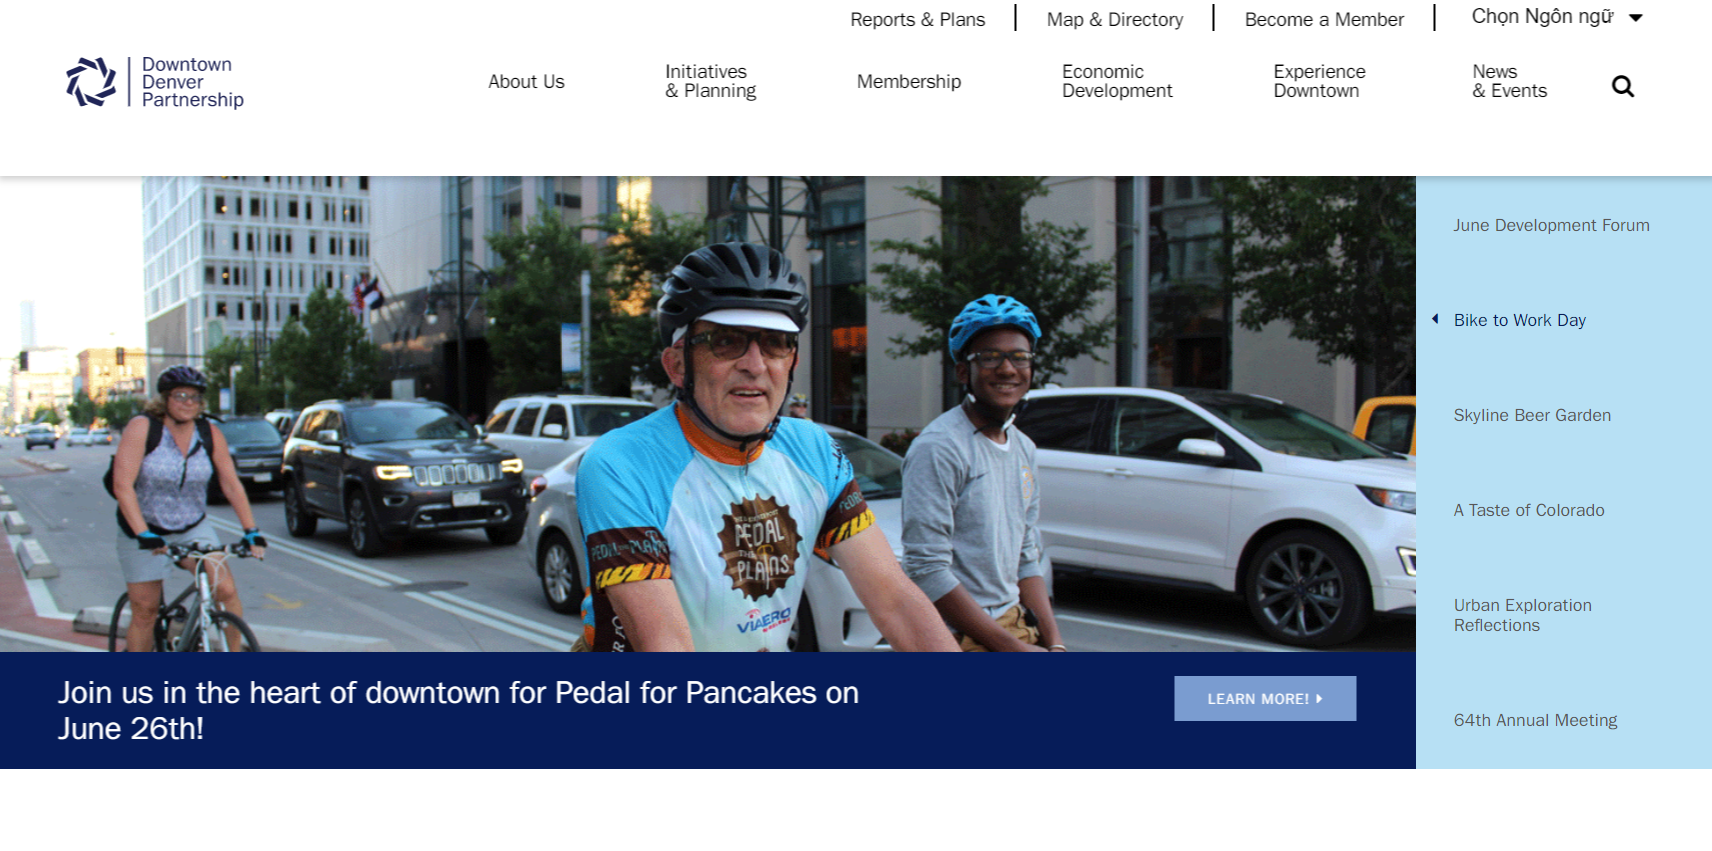 Reports & Plans
Map & Directory
Become a Member
Chọn Ngôn ngữ
Downtown
Denver
Partnership
About Us
Initiatives
& Planning
Membership
Economic
Development
Experience
Downtown
News
& Events
June Development Forum
Bike to Work Day
Skyline Beer Garden
A Taste of Colorado
Urban Exploration
Reflections
64th Annual Meeting
PEDAL
THE
PLAINS
VIAERO
Join us in the heart of downtown for Pedal for Pancakes on
June 26th!
LEARN MORE!